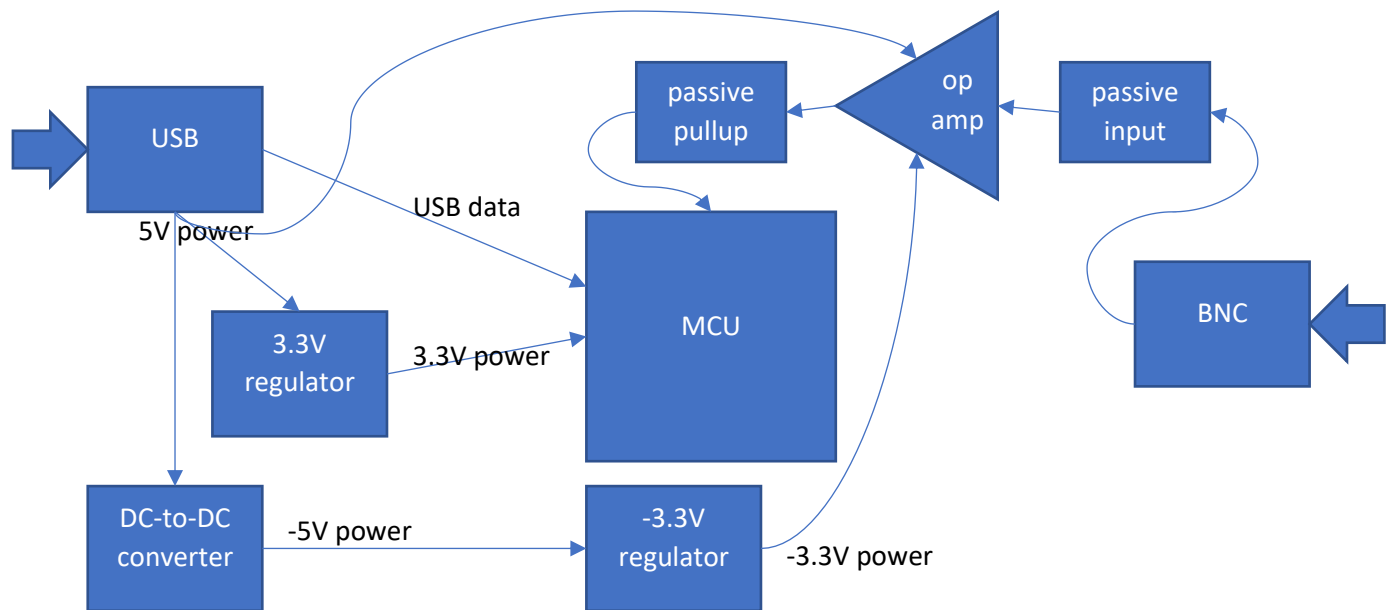 USB
passive
pullup
op
amp
passive
input
USB data
5V power
MCU
BNC
3.3V
regulator
3.3V power
DC-to-DC
converter
-5V power
-3.3V
regulator
-3.3V power